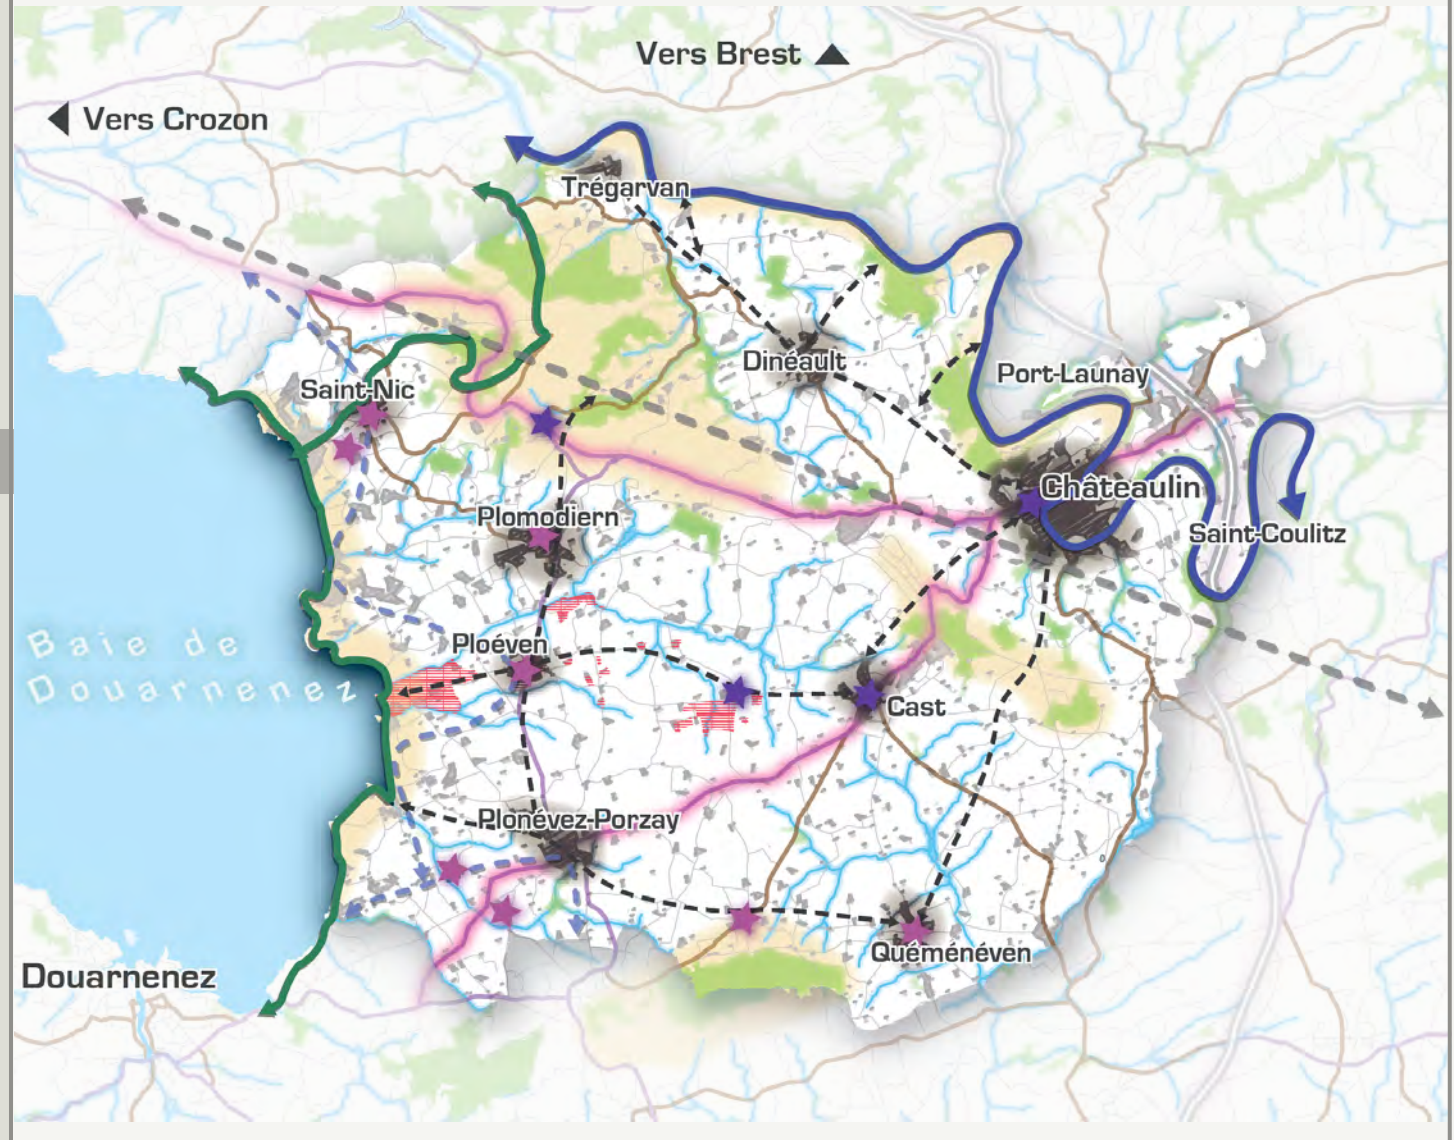 Vers Brest
Vers Crozon
Trégarvan
Dinéault
Port-Launay
Saint-Nic
Châteaulin
Plomodiern
Saint-Coulitz
Baie de
Douarnenez
Ploéven
Cast
Plonévez-Porzay
Quéménéven
Douarnenez